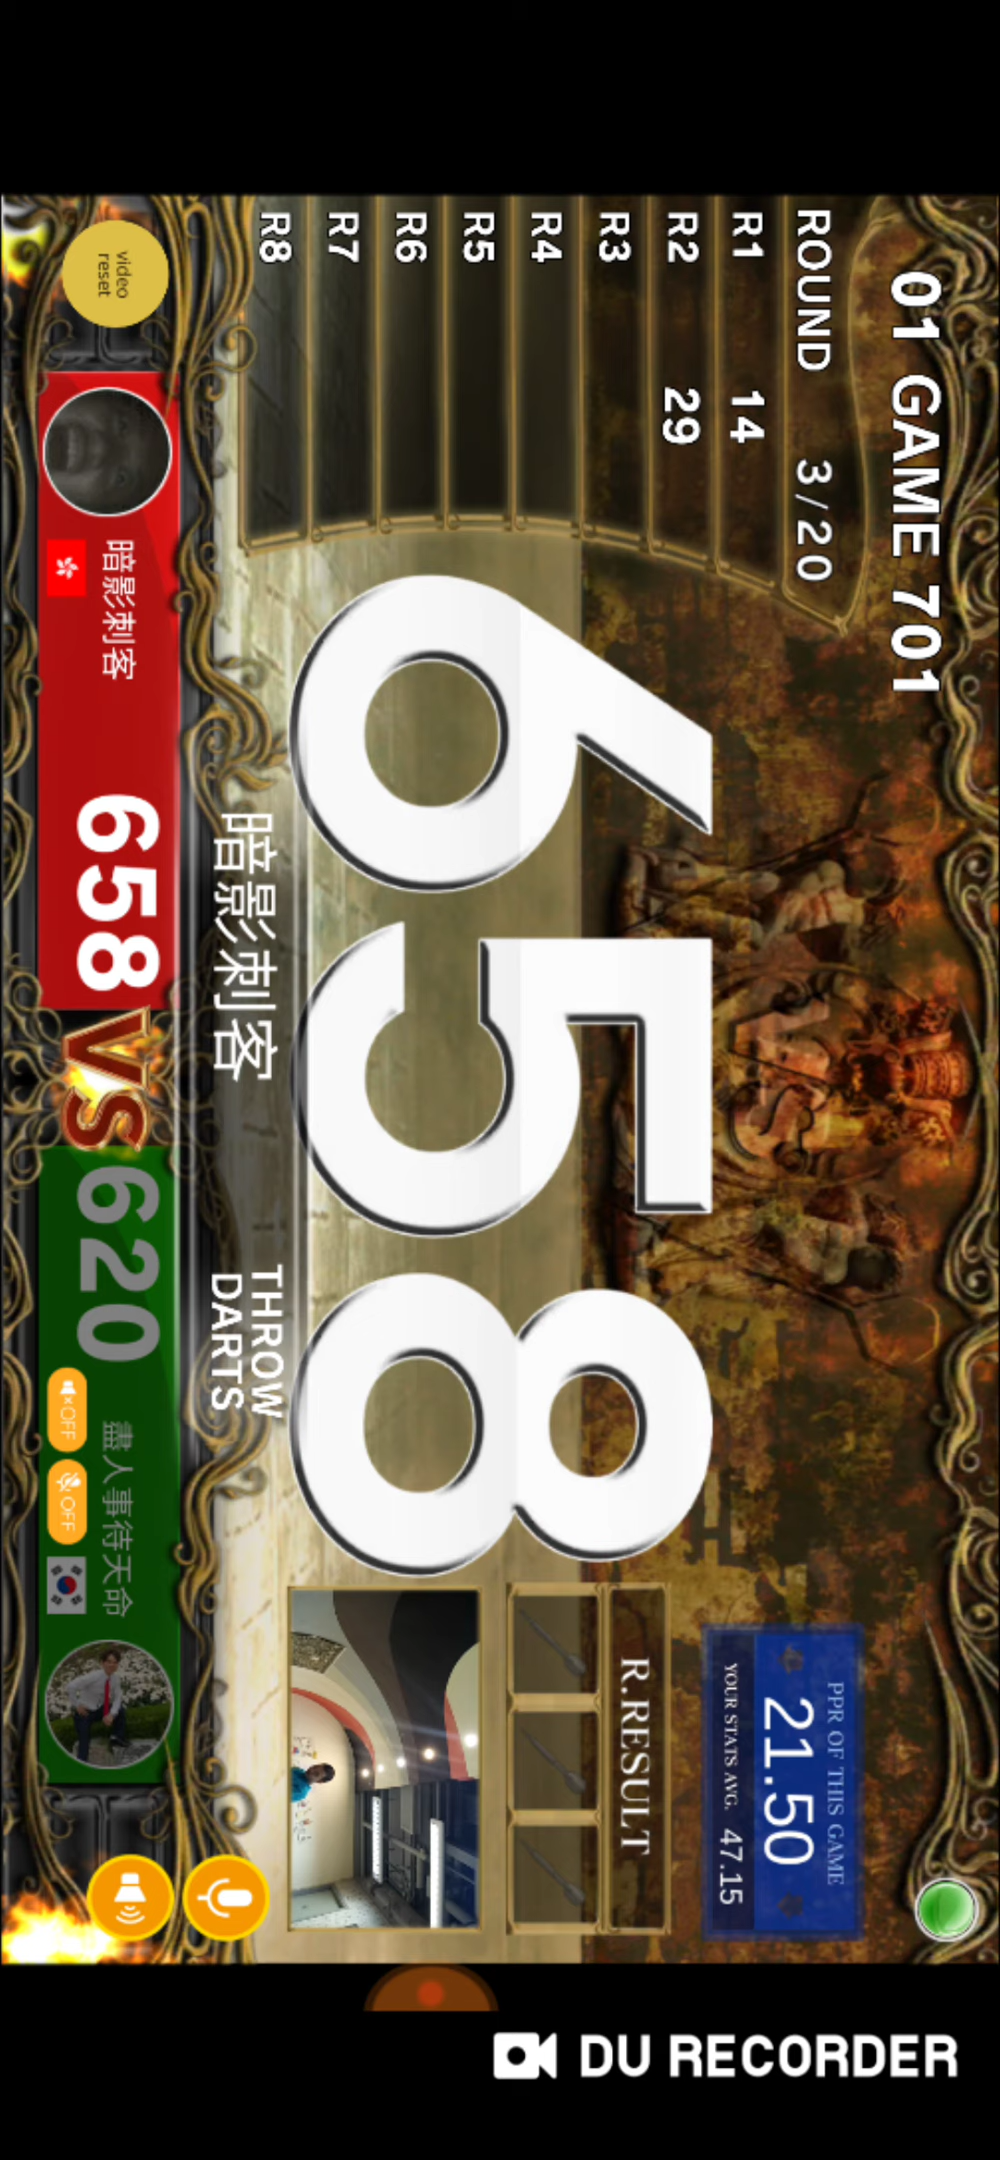 01 GAME 701
ROUND 3/20
R1 14
R2 29
R3
R4
R5
R6
R7
R8
658
PPR OF THIS GAME
21.50
YOUR STATS AVG. 47.15
R.RESULT
暗影刺客
THROW
DARTS
video
reset
暗影刺客
658
VS
620
盡人事待天命
OFF
OFF
DU RECORDER